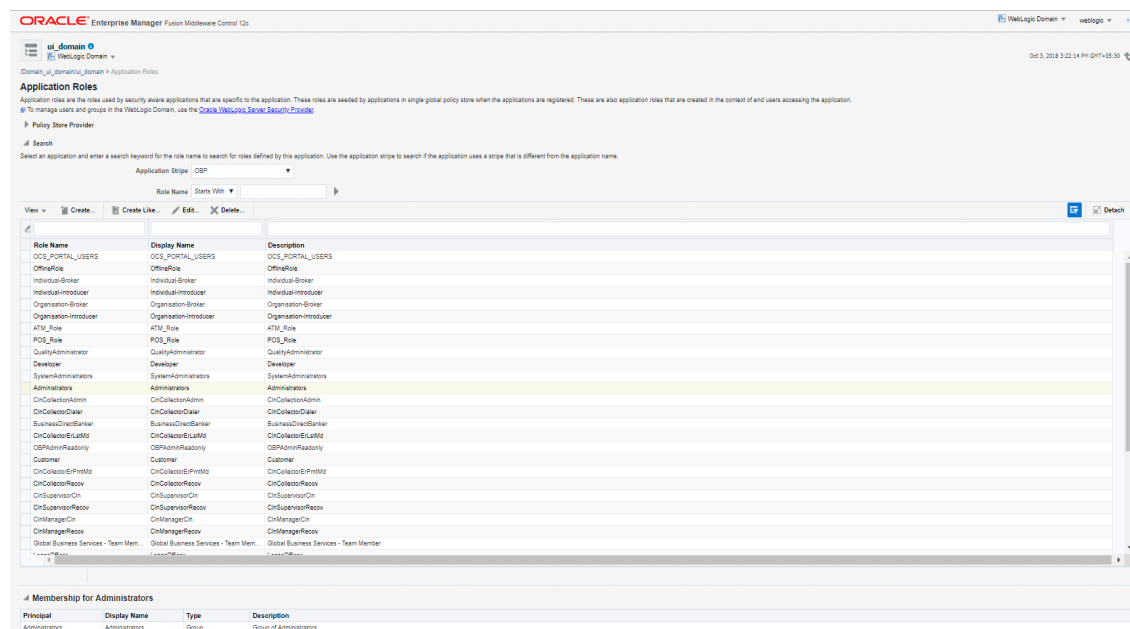 ORACLE Enterprise Manager Fusion Middleware Control 12c WebLogic Domain weblogic
ui_domain
WebLogic Domain Oct 3, 2018 3:22:14 PM GMT+05:30
/Domain_ui_domain/ui_domain > Application Roles
Application Roles
Application roles are the roles used by security aware applications that are specific to the application. These roles are seeded by applications in single global policy store when the applications are registered. These are also application roles that are created in the context of end users accessing the application.
To manage users and groups in the WebLogic Domain, use the Oracle WebLogic Server Security Provider.
Policy Store Provider
Search
Select an application and enter a search keyword for the role name to search for roles defined by this application. Use the application stripe to search if the application uses a stripe that is different from the application name.
Application Stripe OBP
Role Name Starts With
View Create... Create Like... Edit... Delete... Detach
Role Name Display Name Description
OCS_PORTAL_USERS OCS_PORTAL_USERS OCS_PORTAL_USERS
OfflineRole OfflineRole OfflineRole
Individual-Broker Individual-Broker Individual-Broker
Individual-Introducer Individual-Introducer Individual-Introducer
Organisation-Broker Organisation-Broker Organisation-Broker
Organisation-Introducer Organisation-Introducer Organisation-Introducer
ATM_Role ATM_Role ATM_Role
POS_Role POS_Role POS_Role
QualityAdministrator QualityAdministrator QualityAdministrator
Developer Developer Developer
SystemAdministrators SystemAdministrators SystemAdministrators
Administrators Administrators Administrators
ClnCollectionAdmin ClnCollectionAdmin ClnCollectionAdmin
ClnCollectorDialer ClnCollectorDialer ClnCollectorDialer
BusinessDirectBanker BusinessDirectBanker BusinessDirectBanker
ClnCollectorErLstMd ClnCollectorErLstMd ClnCollectorErLstMd
OBPAdminReadonly OBPAdminReadonly OBPAdminReadonly
Customer Customer Customer
ClnCollectorErPmtMd ClnCollectorErPmtMd ClnCollectorErPmtMd
ClnCollectorRecov ClnCollectorRecov ClnCollectorRecov
ClnSupervisorCln ClnSupervisorCln ClnSupervisorCln
ClnSupervisorRecov ClnSupervisorRecov ClnSupervisorRecov
ClnManagerCln ClnManagerCln ClnManagerCln
ClnManagerRecov ClnManagerRecov ClnManagerRecov
Global Business Services - Team Mem... Global Business Services - Team Mem... Global Business Services - Team Member
Membership for Administrators
Principal Display Name Type Description
Administrators Administrators Group Group of Administrators